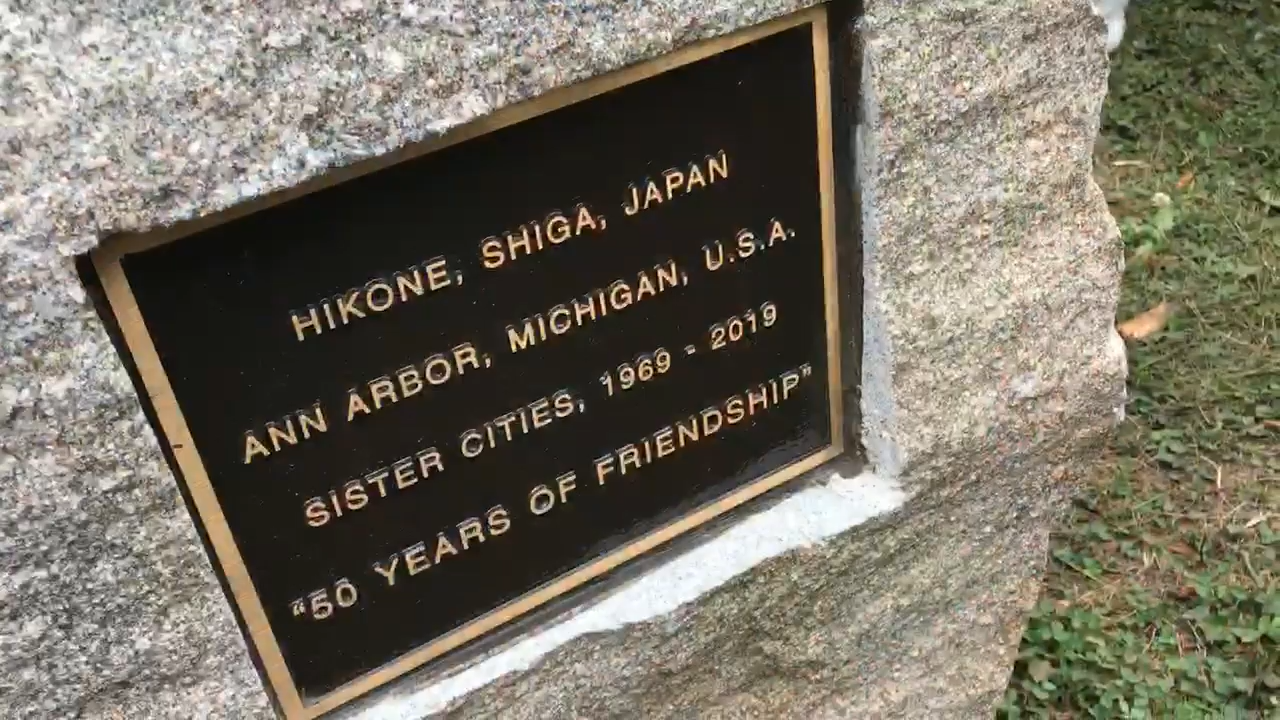 HIKONE, SHIGA, JAPAN
ANN ARBOR, MICHIGAN, U.S.A.
SISTER CITIES, 1969 - 2019
"50 YEARS OF FRIENDSHIP"